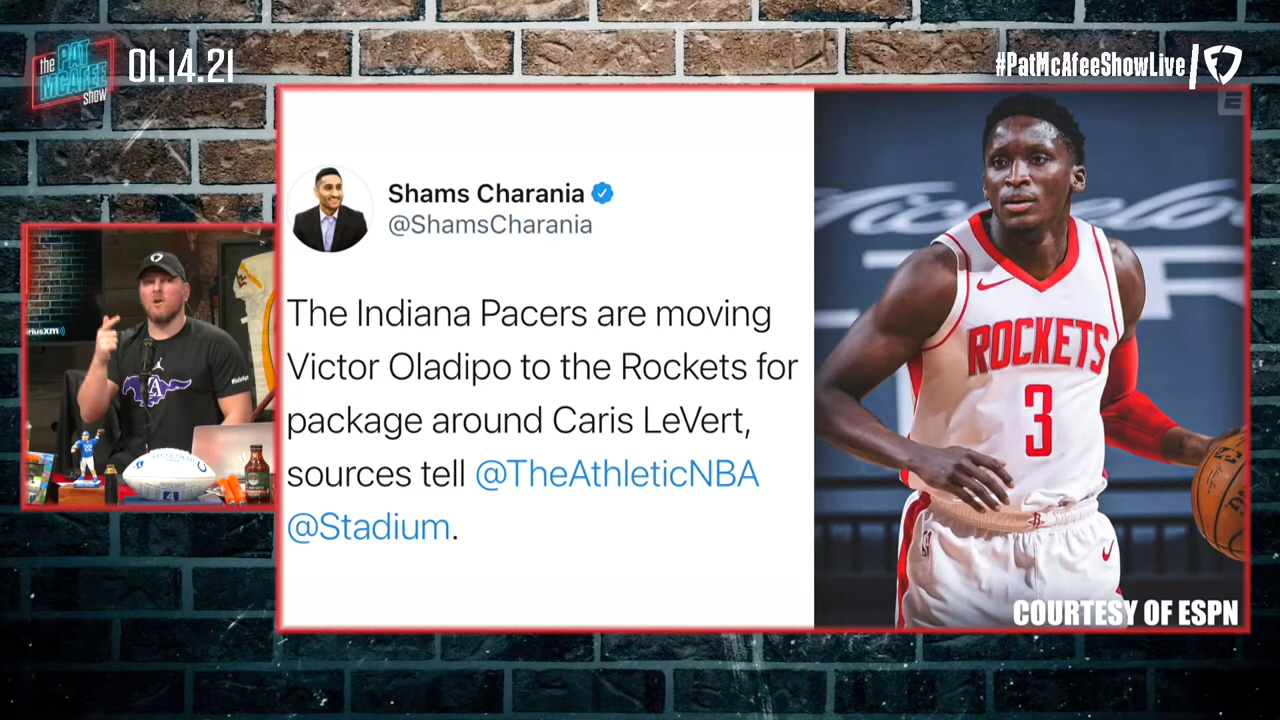 the
PAT
MCAFEE
show
01.14.21
#PatMcAfeeShowLive
Shams Charania
@ShamsCharania
The Indiana Pacers are moving
Victor Oladipo to the Rockets for
package around Caris LeVert,
sources tell @TheAthleticNBA
@Stadium.
ROCKETS
3
COURTESY OF ESPN